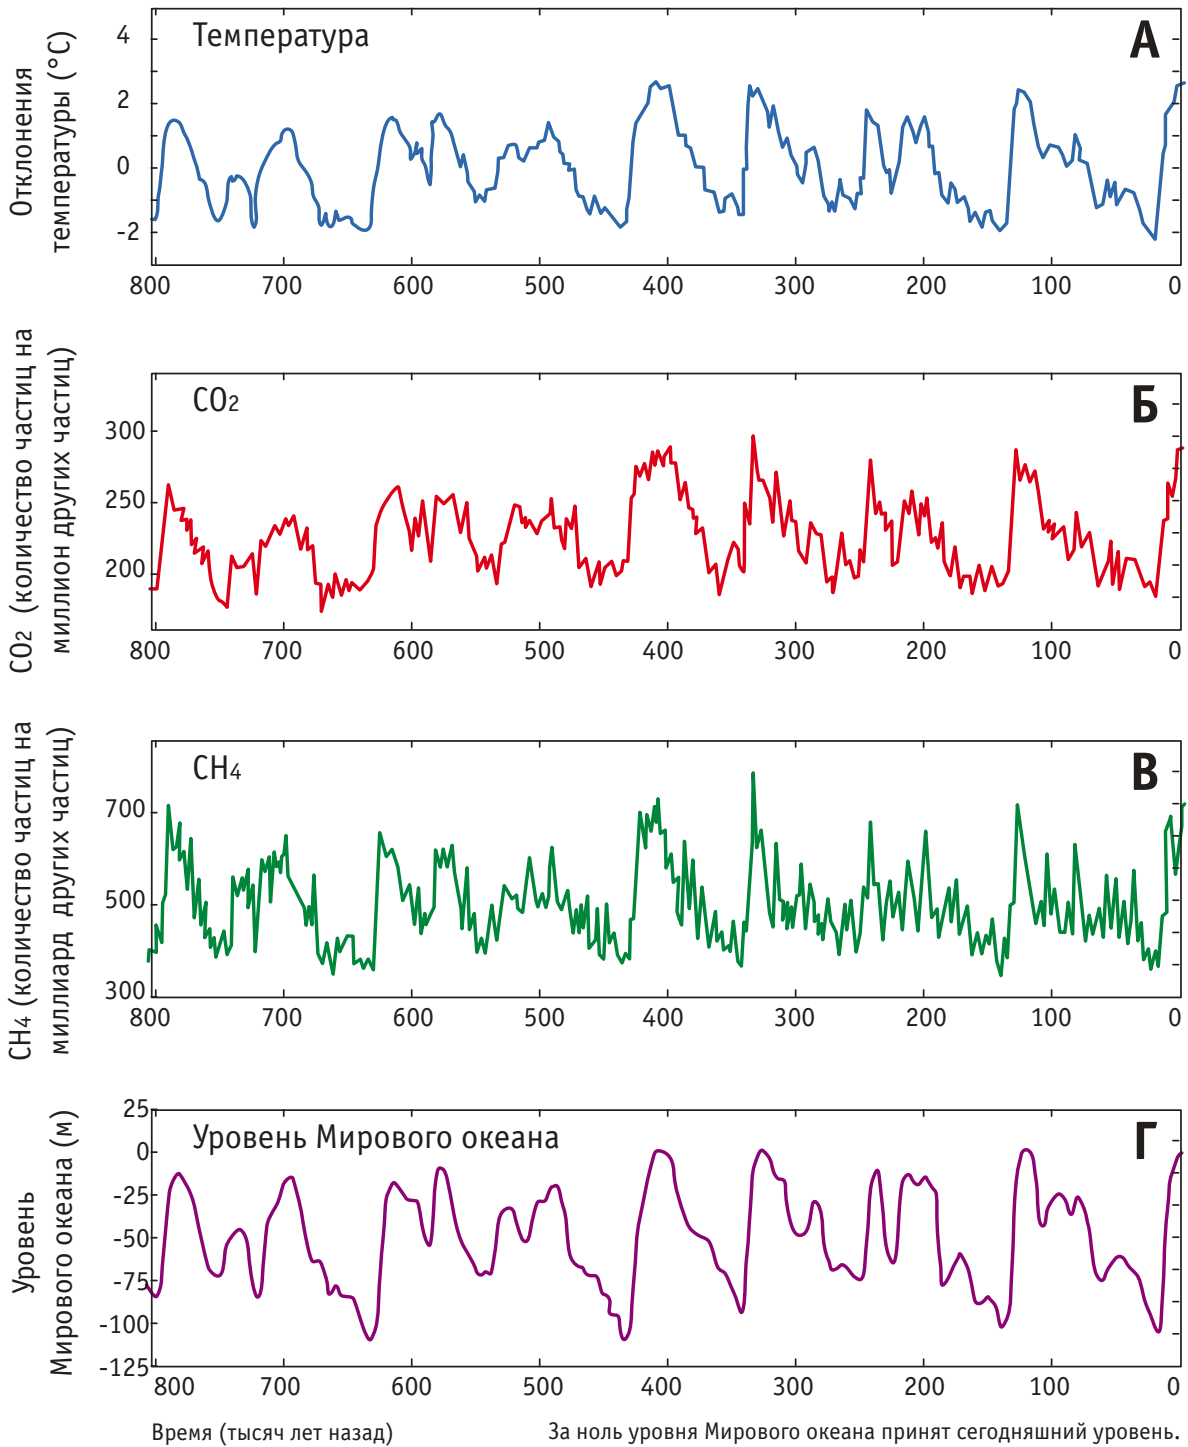 Температура
А
Отклонения
температуры (°C)
4
2
0
-2
800 700 600 500 400 300 200 100 0
CO2
Б
CO2 (количество частиц на
миллион других частиц)
300
250
200
800 700 600 500 400 300 200 100 0
CH4
В
CH4 (количество частиц на
миллиард других частиц)
700
500
300
800 700 600 500 400 300 200 100 0
Уровень Мирового океана
Г
Уровень
Мирового океана (м)
25
0
-25
-50
-75
-100
-125
800 700 600 500 400 300 200 100 0
Время (тысяч лет назад)
За ноль уровня Мирового океана принят сегодняшний уровень.